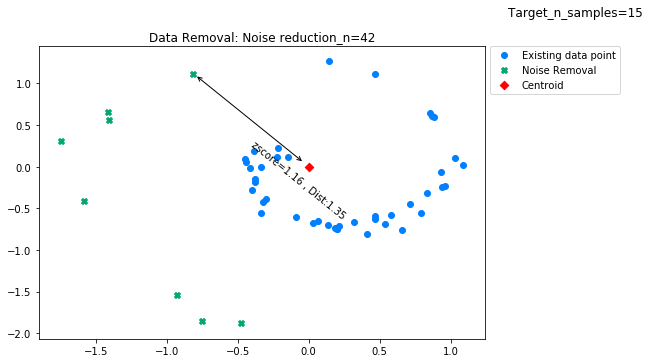 Target_n_samples=15
Data Removal: Noise reduction_n=42
Existing data point
Noise Removal
Centroid
zscore=1.16 , Dist:1.35
1.0
0.5
0.0
−0.5
−1.0
−1.5
−2.0
−1.5
−1.0
−0.5
0.0
0.5
1.0